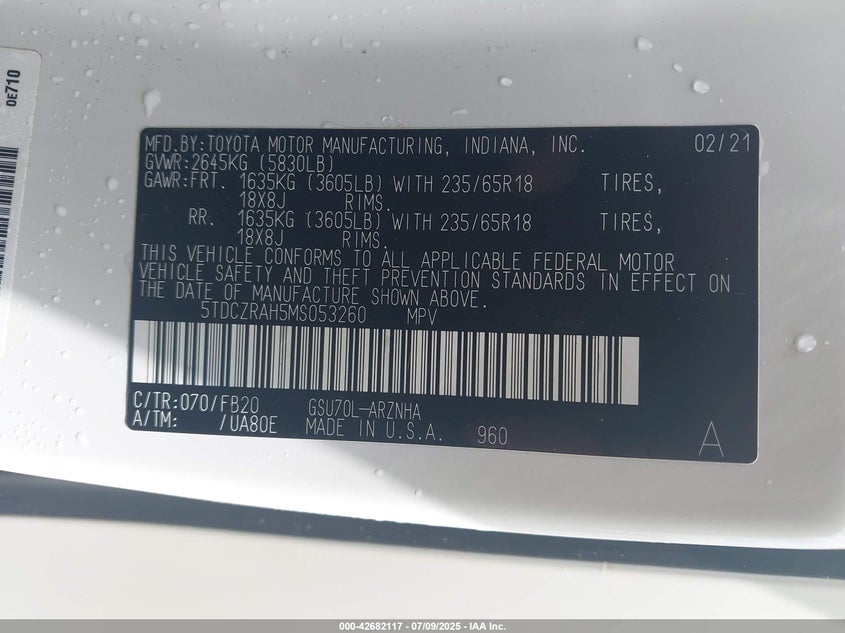 0E710
MFD.BY:TOYOTA MOTOR MANUFACTURING, INDIANA, INC. 02/21
GVWR:2645KG (5830LB)
GAWR:FRT. 1635KG (3605LB) WITH 235/65R18 TIRES,
18X8J RIMS.
RR. 1635KG (3605LB) WITH 235/65R18 TIRES,
18X8J RIMS.
THIS VEHICLE CONFORMS TO ALL APPLICABLE FEDERAL MOTOR
VEHICLE SAFETY AND THEFT PREVENTION STANDARDS IN EFFECT ON
THE DATE OF MANUFACTURE SHOWN ABOVE.
5TDCZRAH5MS053260 MPV
C/TR:070/FB20 GSU70L-ARZNHA
A/TM: /UA80E MADE IN U.S.A. 960 A
000-42682117 - 07/09/2025 - IAA Inc.